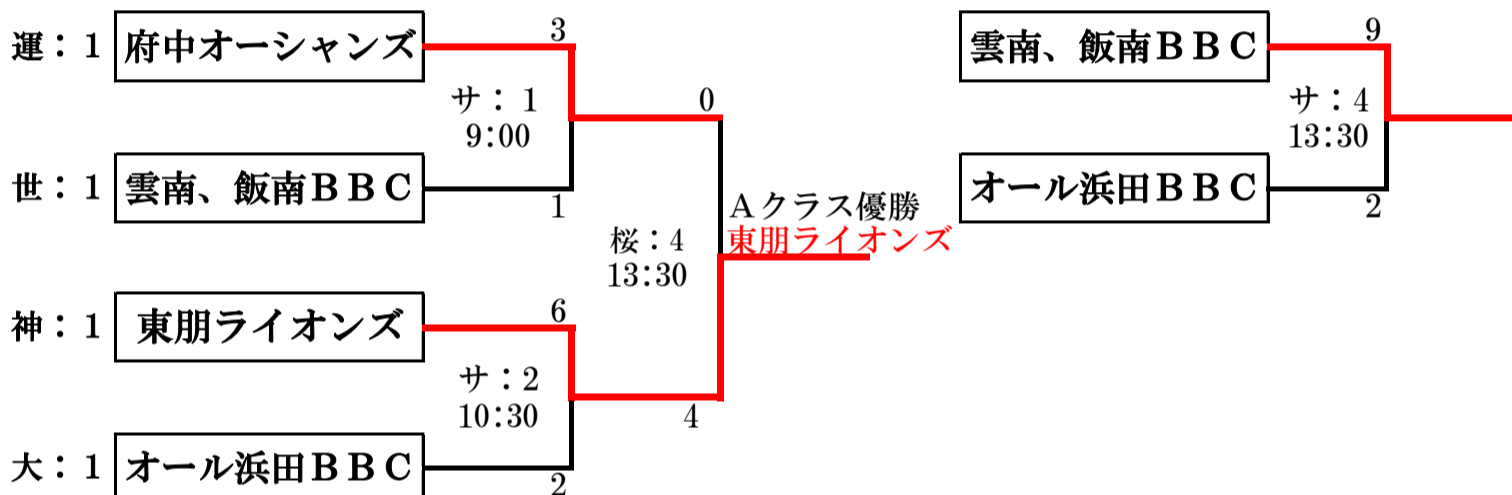 運：1 府中オーシャンズ 3
サ：1
9:00
世：1 雲南、飯南ＢＢＣ 1
0
桜：4
13:30
Ａクラス優勝
東朋ライオンズ
神：1 東朋ライオンズ 6
サ：2
10:30
4
大：1 オール浜田ＢＢＣ 2
雲南、飯南ＢＢＣ 9
サ：4
13:30
オール浜田ＢＢＣ 2